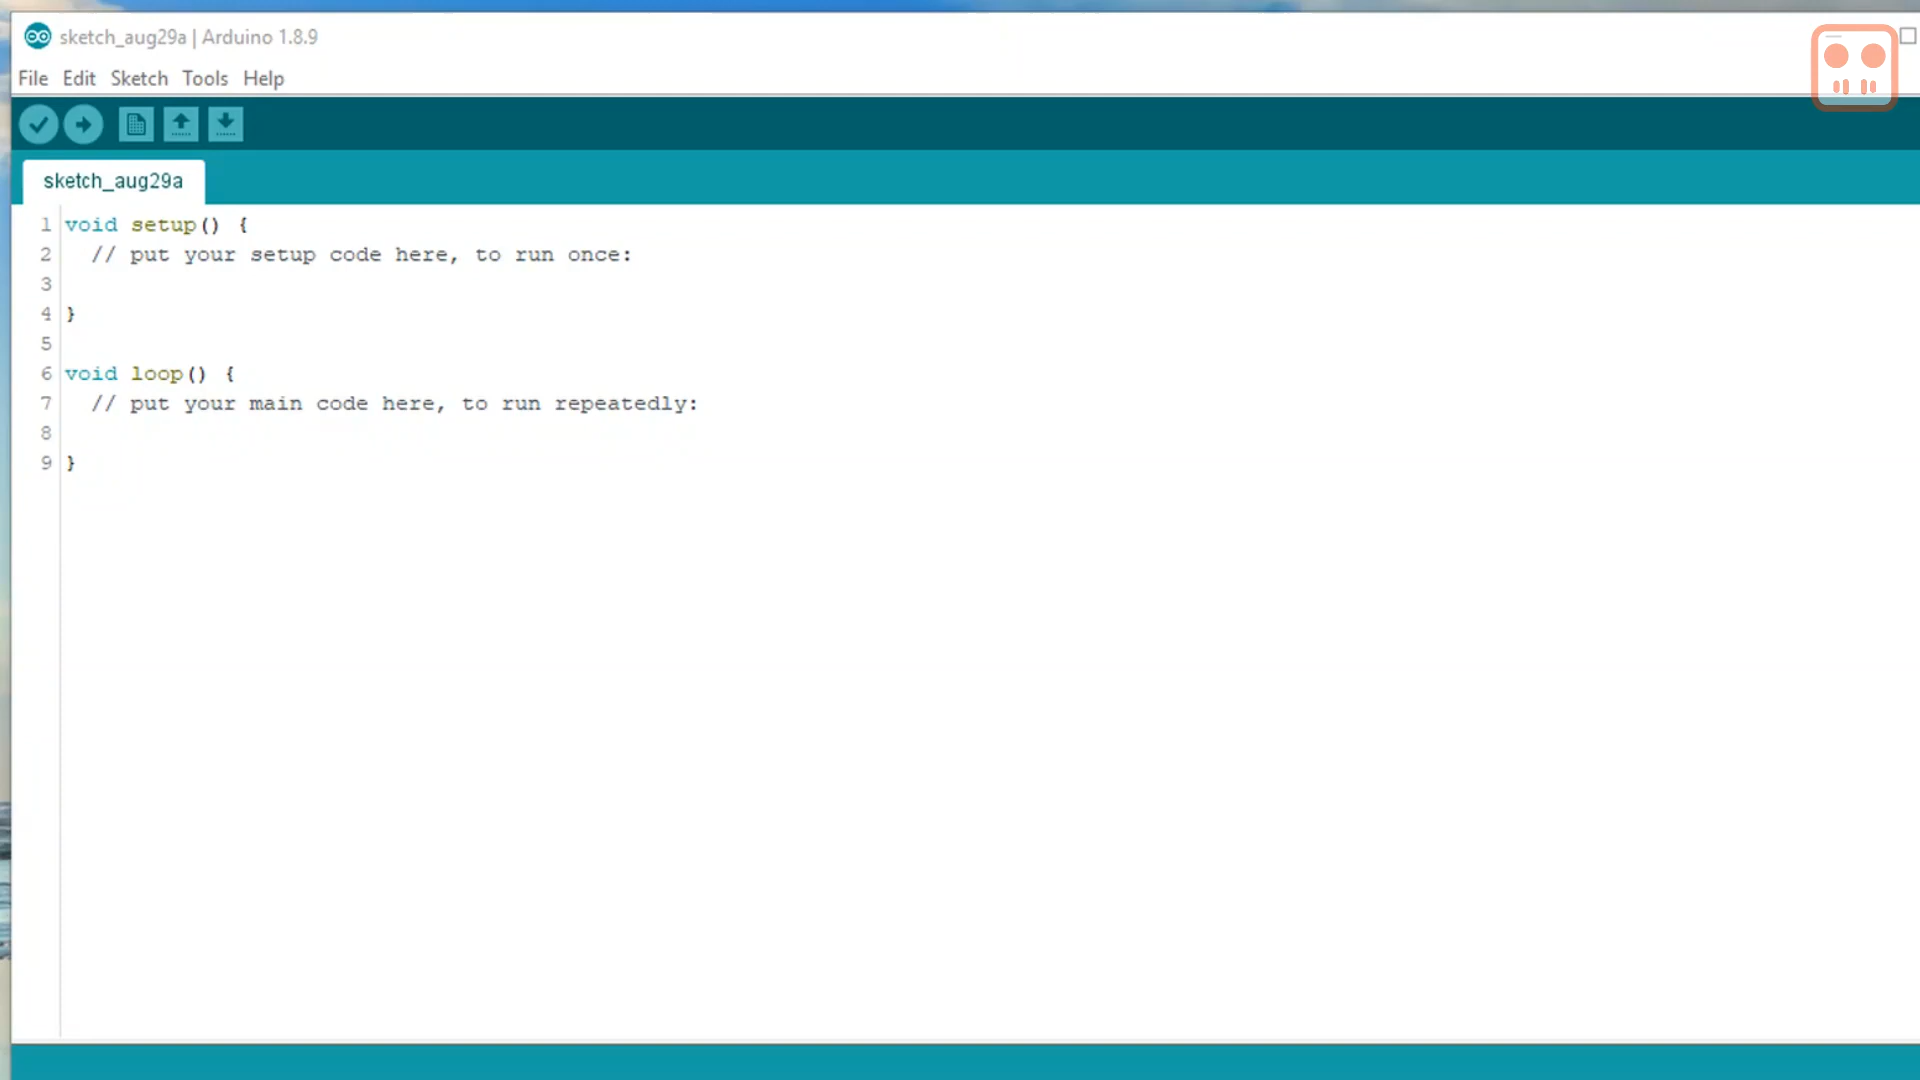 sketch_aug29a | Arduino 1.8.9
File Edit Sketch Tools Help
sketch_aug29a
1 void setup() {
2   // put your setup code here, to run once:
3
4 }
5
6 void loop() {
7   // put your main code here, to run repeatedly:
8
9 }